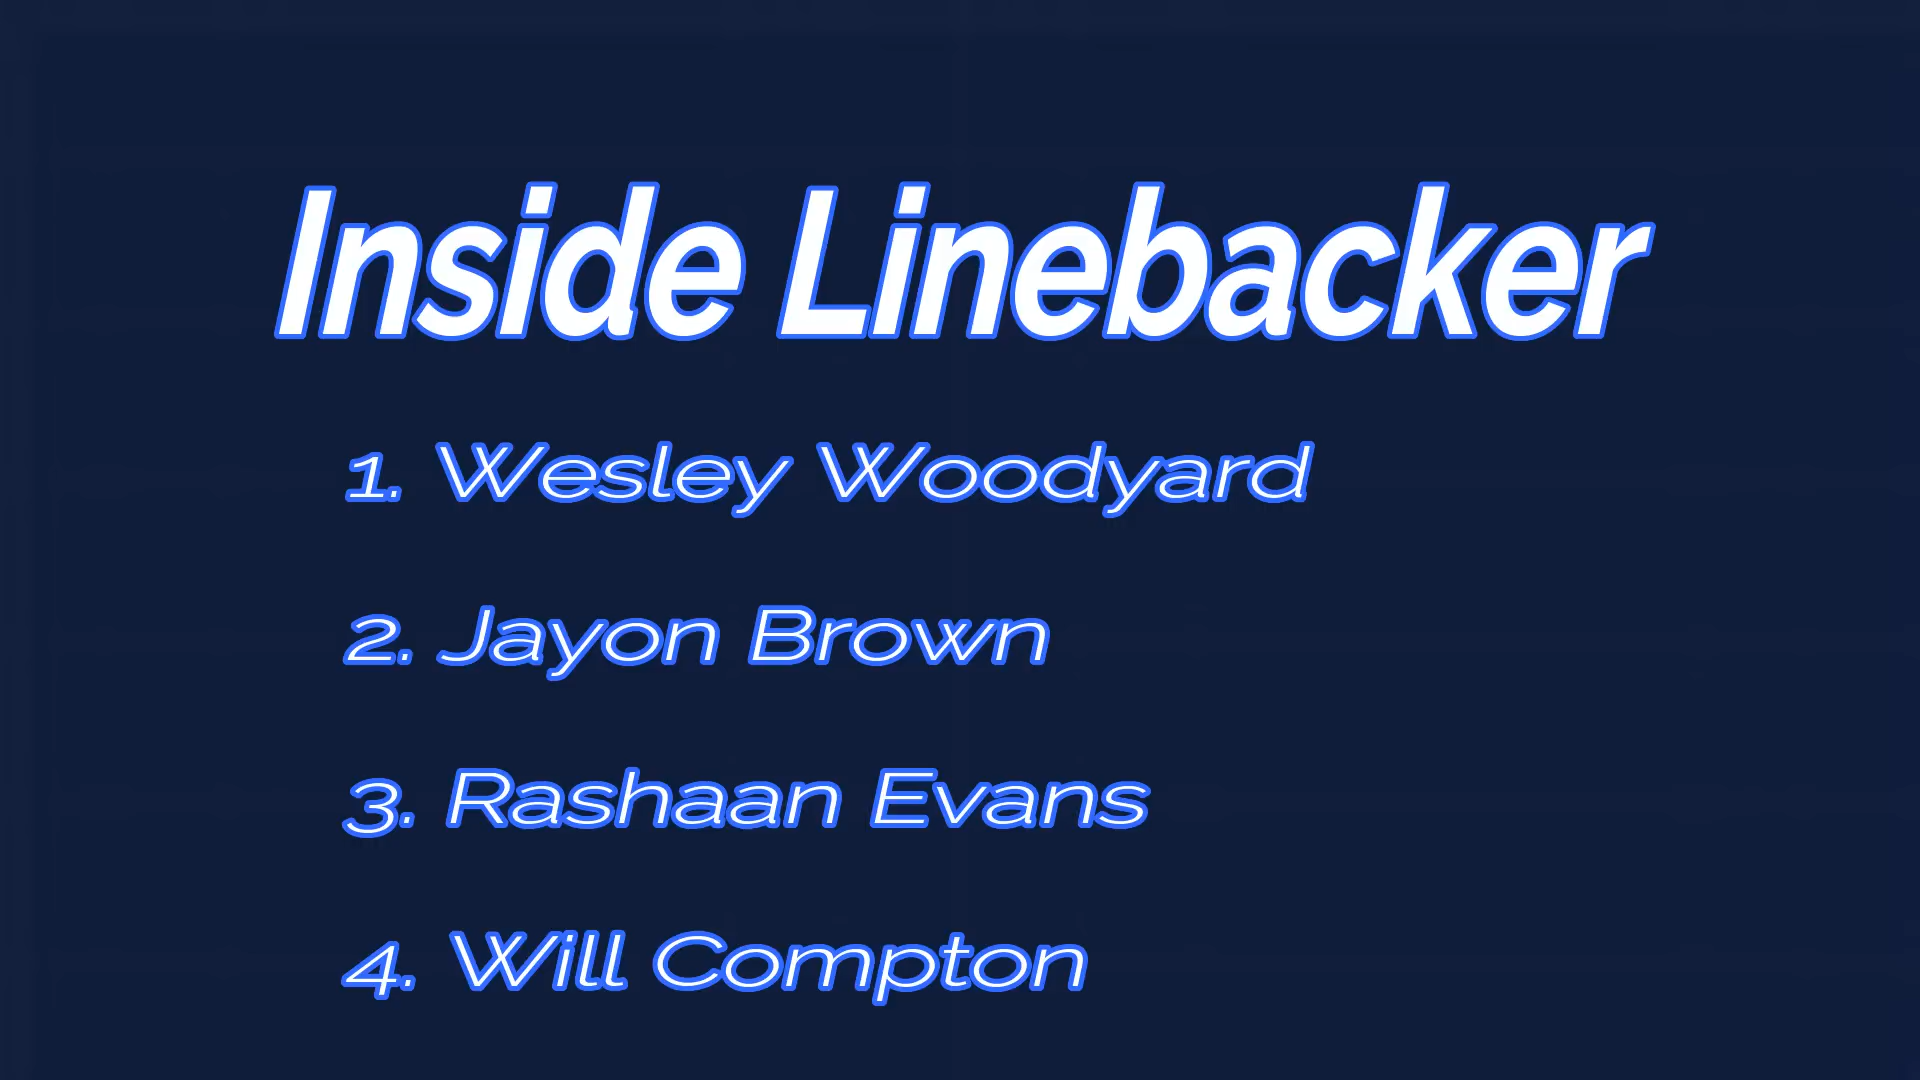 Inside Linebacker
1. Wesley Woodyard
2. Jayon Brown
3. Rashaan Evans
4. Will Compton